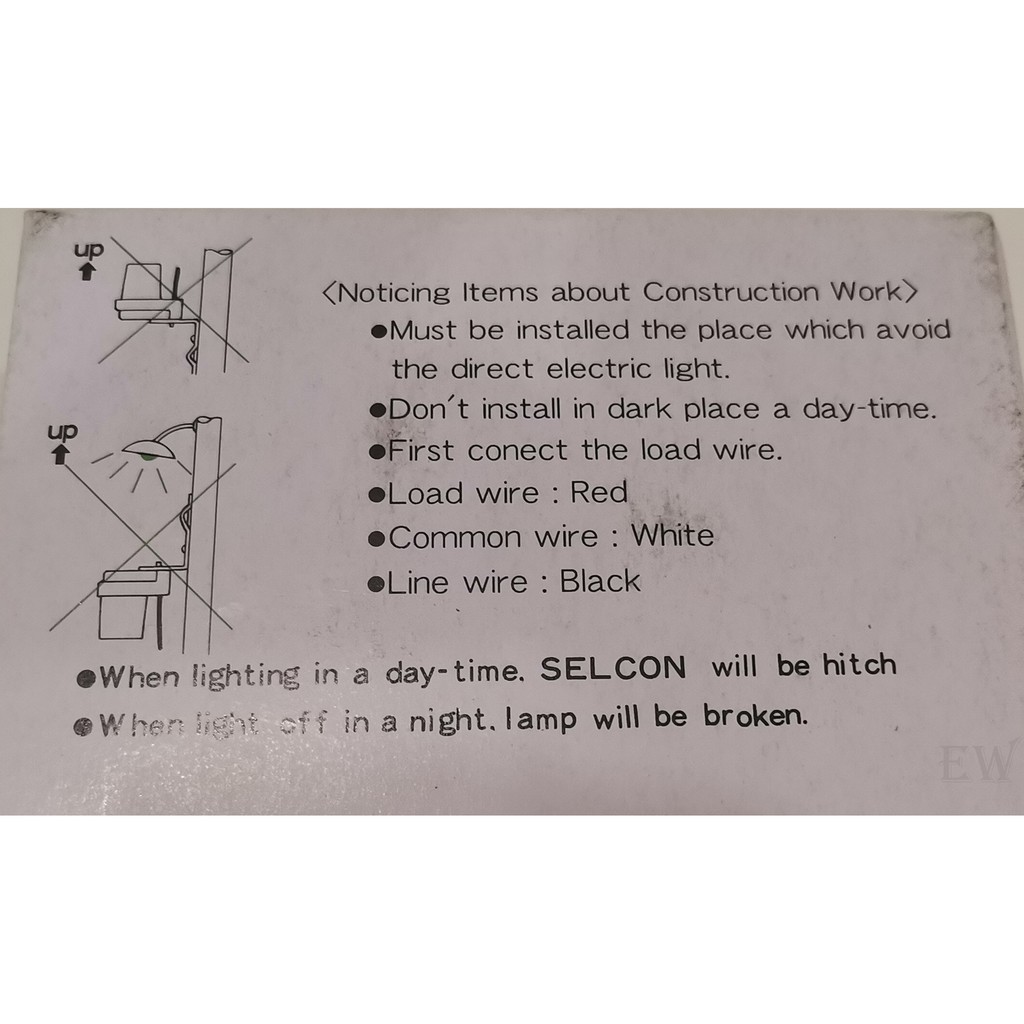 up
<Noticing Items about Construction Work>
●Must be installed the place which avoid
the direct electric light.
●Don't install in dark place a day-time.
up
●First conect the load wire.
●Load wire : Red
●Common wire : White
●Line wire : Black
●When lighting in a day-time. SELCON will be hitch
●When light off in a night. lamp will be broken.
EW